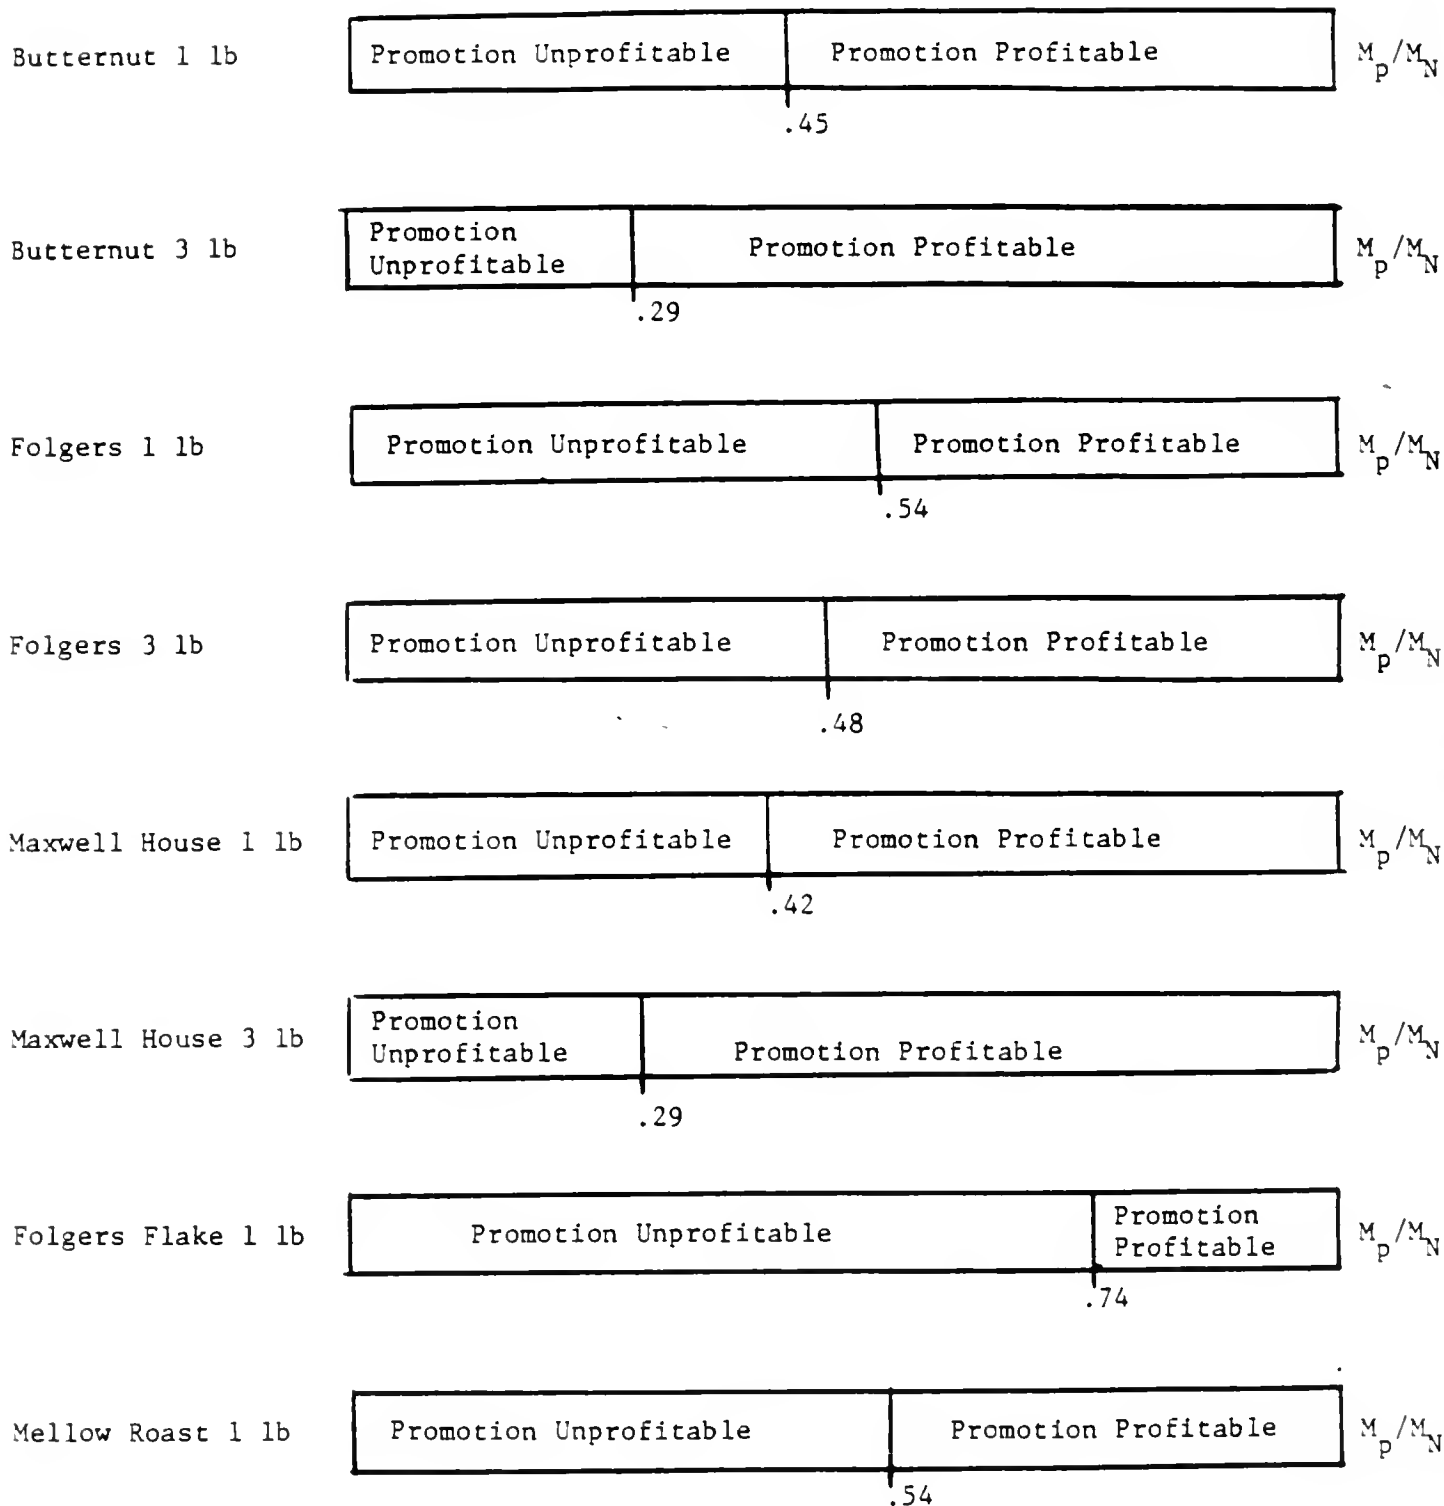 Butternut 1 lb Promotion Unprofitable Promotion Profitable Mp/MN
.45
Butternut 3 lb Promotion Unprofitable Promotion Profitable Mp/MN
.29
Folgers 1 lb Promotion Unprofitable Promotion Profitable Mp/MN
.54
Folgers 3 lb Promotion Unprofitable Promotion Profitable Mp/MN
.48
Maxwell House 1 lb Promotion Unprofitable Promotion Profitable Mp/MN
.42
Maxwell House 3 lb Promotion Unprofitable Promotion Profitable Mp/MN
.29
Folgers Flake 1 lb Promotion Unprofitable Promotion Profitable Mp/MN
.74
Mellow Roast 1 lb Promotion Unprofitable Promotion Profitable Mp/MN
.54